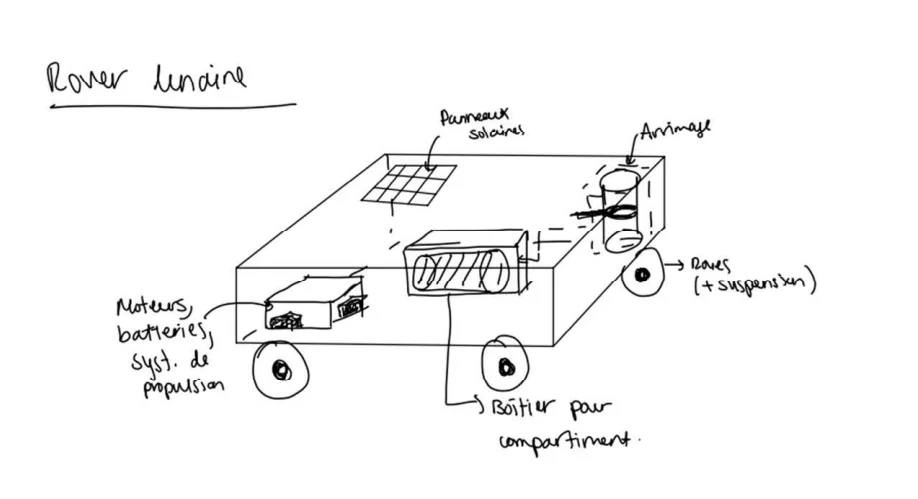 Rover lunaire
Panneaux
solaires
Arrimage
Roues
(+ suspension)
Moteurs,
batteries,
syst. de
propulsion
Boîtier pour
compartiment.